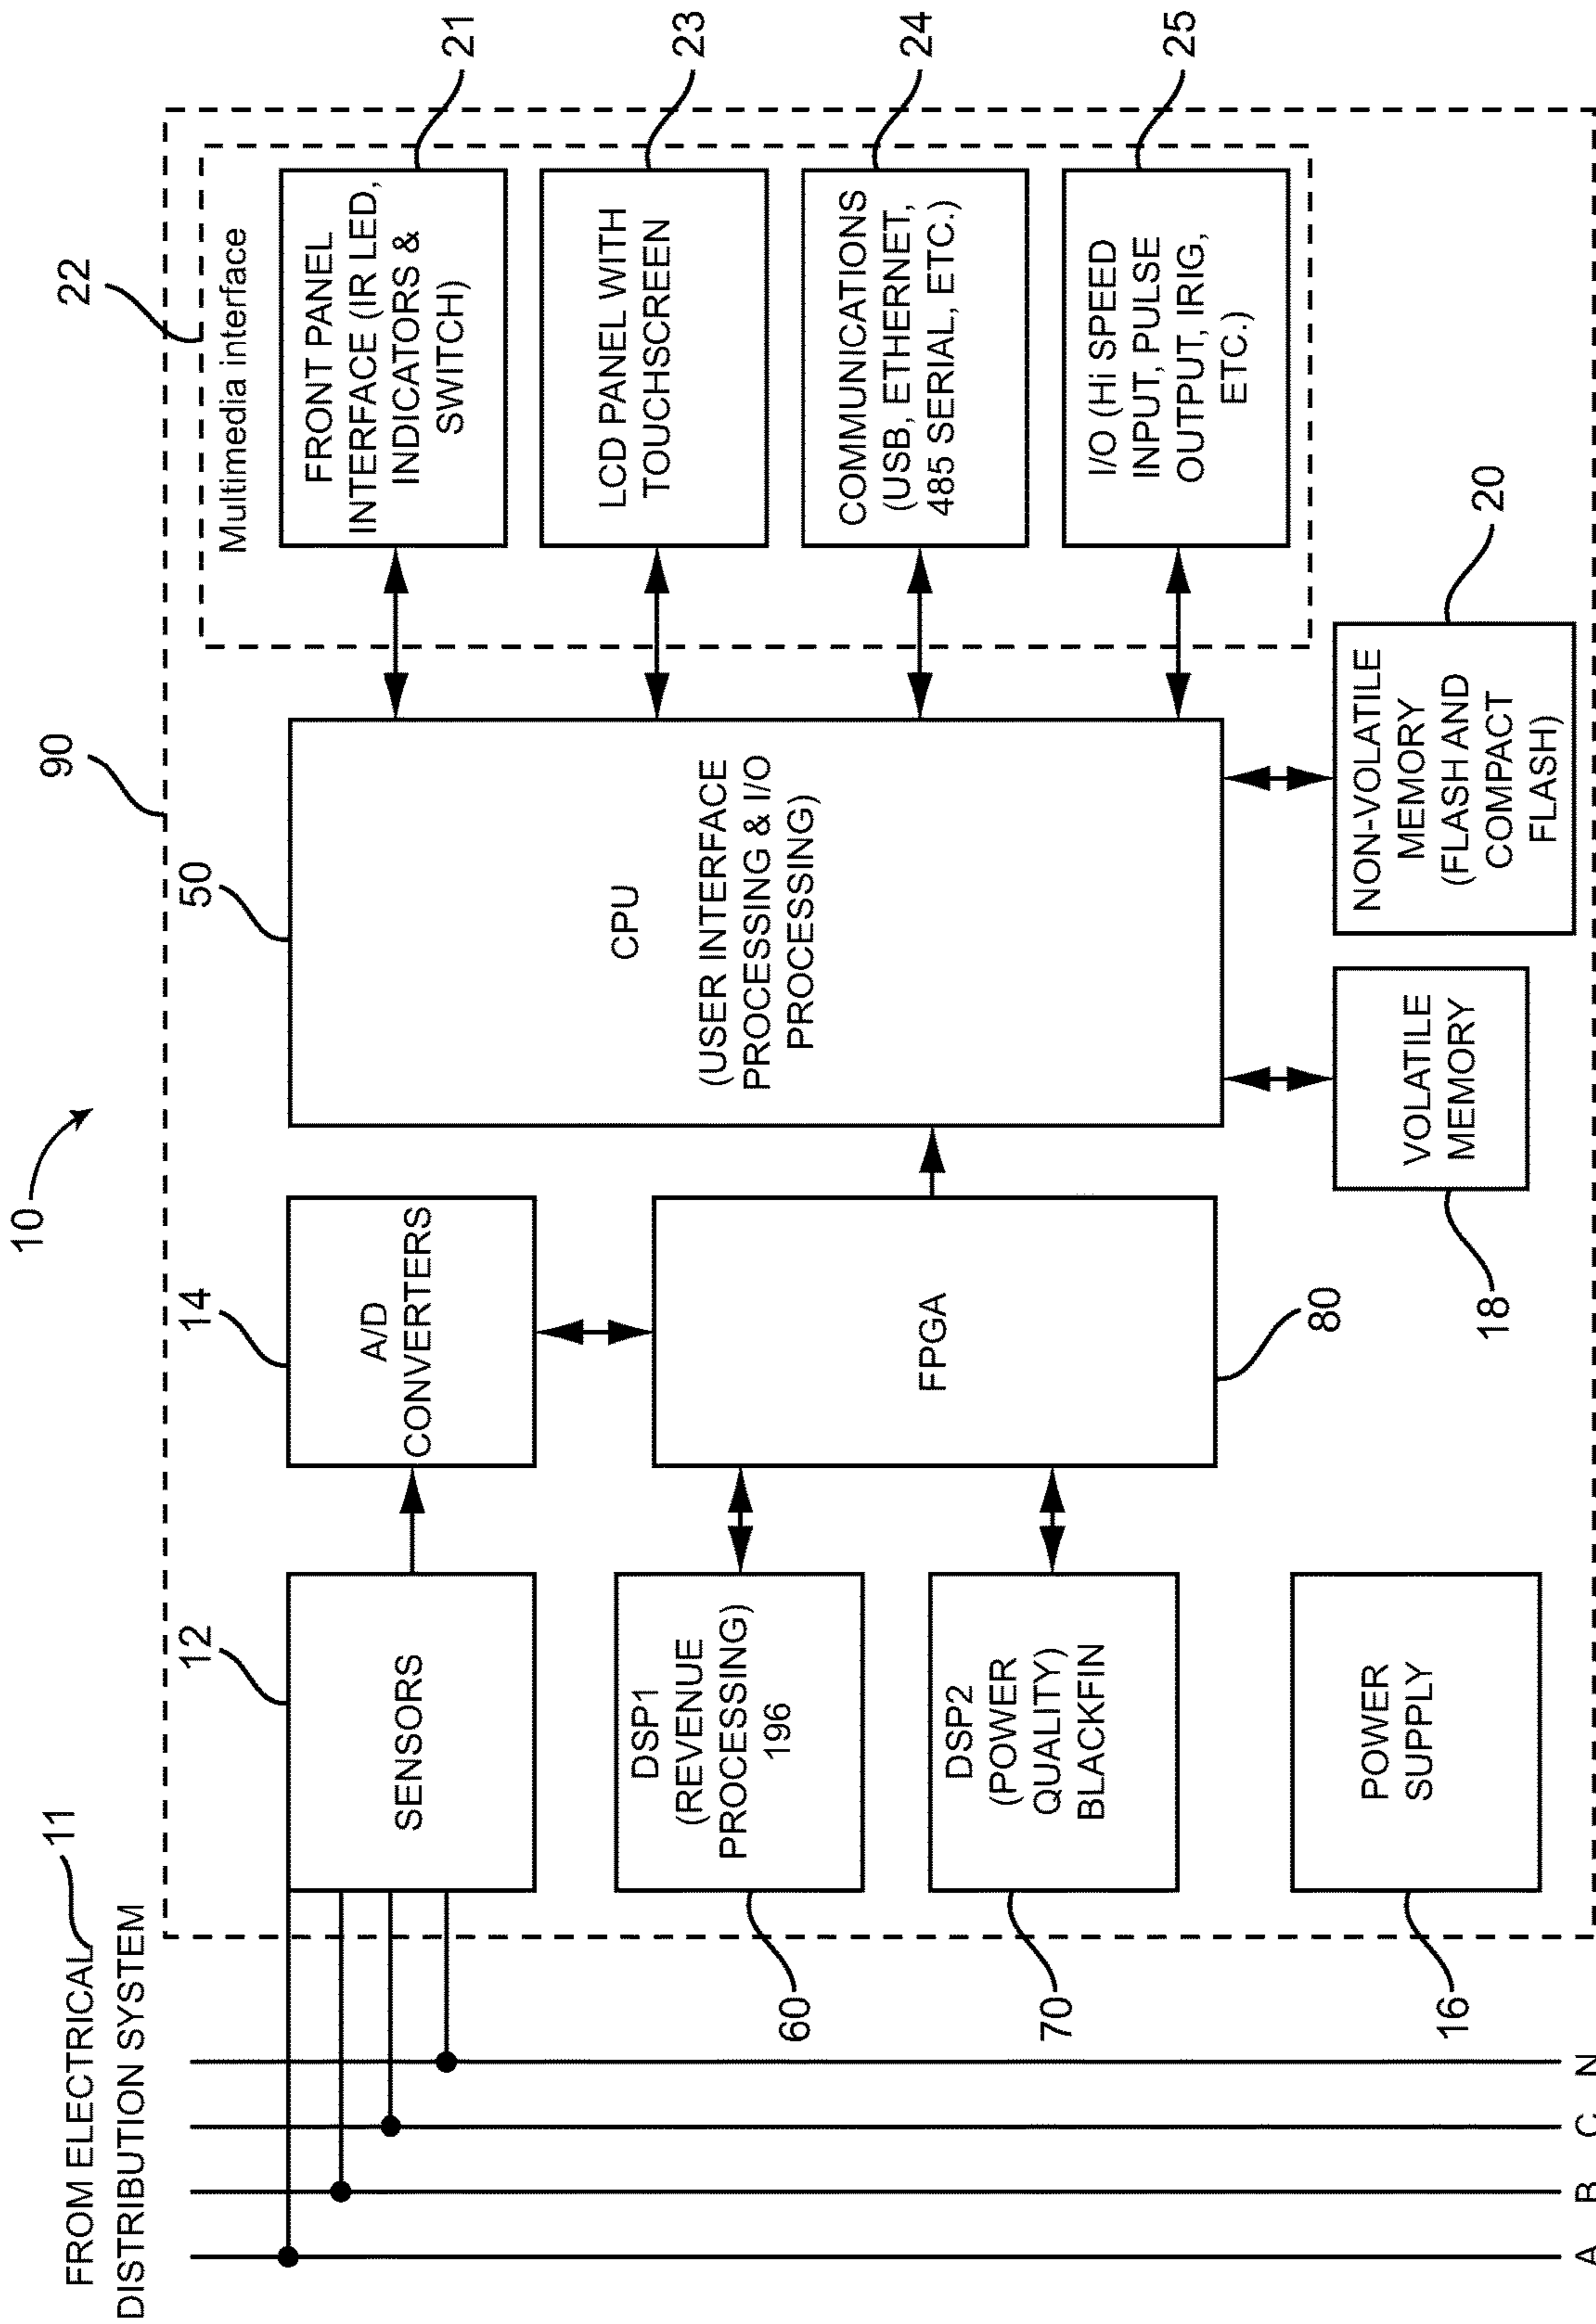 10
FROM ELECTRICAL
DISTRIBUTION SYSTEM
11
12
14
50
90
22
SENSORS
A/D
CONVERTERS
CPU
(USER INTERFACE
PROCESSING & I/O
PROCESSING)
Multimedia interface
FRONT PANEL
INTERFACE (IR LED,
INDICATORS &
SWITCH)
21
LCD PANEL WITH
TOUCHSCREEN
23
COMMUNICATIONS
(USB, ETHERNET,
485 SERIAL, ETC.)
24
I/O (Hi SPEED
INPUT, PULSE
OUTPUT, IRIG,
ETC.)
25
DSP1
(REVENUE
PROCESSING)
196
60
FPGA
80
DSP2
(POWER
QUALITY)
BLACKFIN
70
POWER
SUPPLY
16
VOLATILE
MEMORY
18
NON-VOLATILE
MEMORY
(FLASH AND
COMPACT
FLASH)
20
A B C N